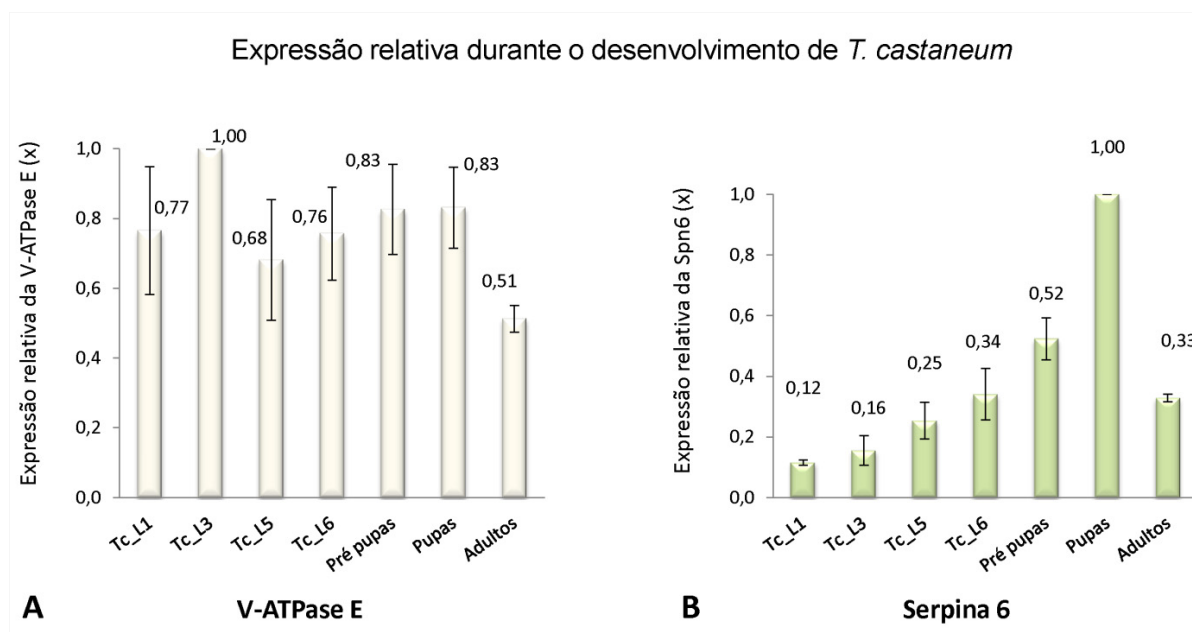 Expressão relativa durante o desenvolvimento de T. castaneum
Expressão relativa da V-ATPase E (x)
1,0
0,8
0,6
0,4
0,2
0,0
0,77
1,00
0,68
0,76
0,83
0,83
0,51
Tc_L1
Tc_L3
Tc_L5
Tc_L6
Pré pupas
Pupas
Adultos
A
V-ATPase E
Expressão relativa da Spn6 (x)
1,0
0,8
0,6
0,4
0,2
0,0
0,12
0,16
0,25
0,34
0,52
1,00
0,33
Tc_L1
Tc_L3
Tc_L5
Tc_L6
Pré pupas
Pupas
Adultos
B
Serpina 6